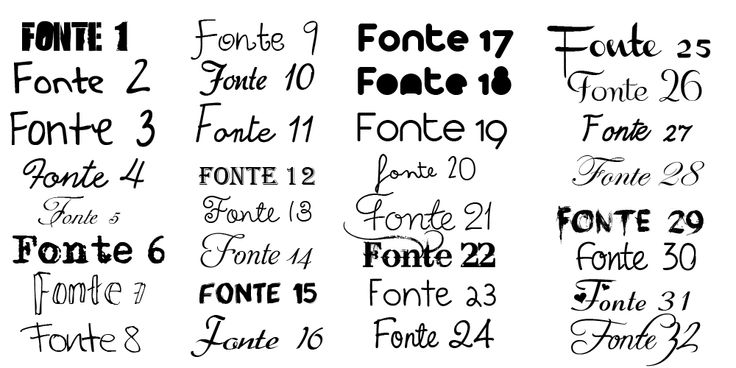 FONTE 1
Fonte 2
Fonte 3
Fonte 4
Fonte 5
Fonte 6
Fonte 7
Fonte 8
Fonte 9
Fonte 10
Fonte 11
FONTE 12
Fonte 13
Fonte 14
FONTE 15
Fonte 16
Fonte 17
Fonte 18
Fonte 19
fonte 20
Fonte 21
Fonte 22
Fonte 23
Fonte 24
Fonte 25
Fonte 26
Fonte 27
Fonte 28
FONTE 29
Fonte 30
Fonte 31
Fonte 32